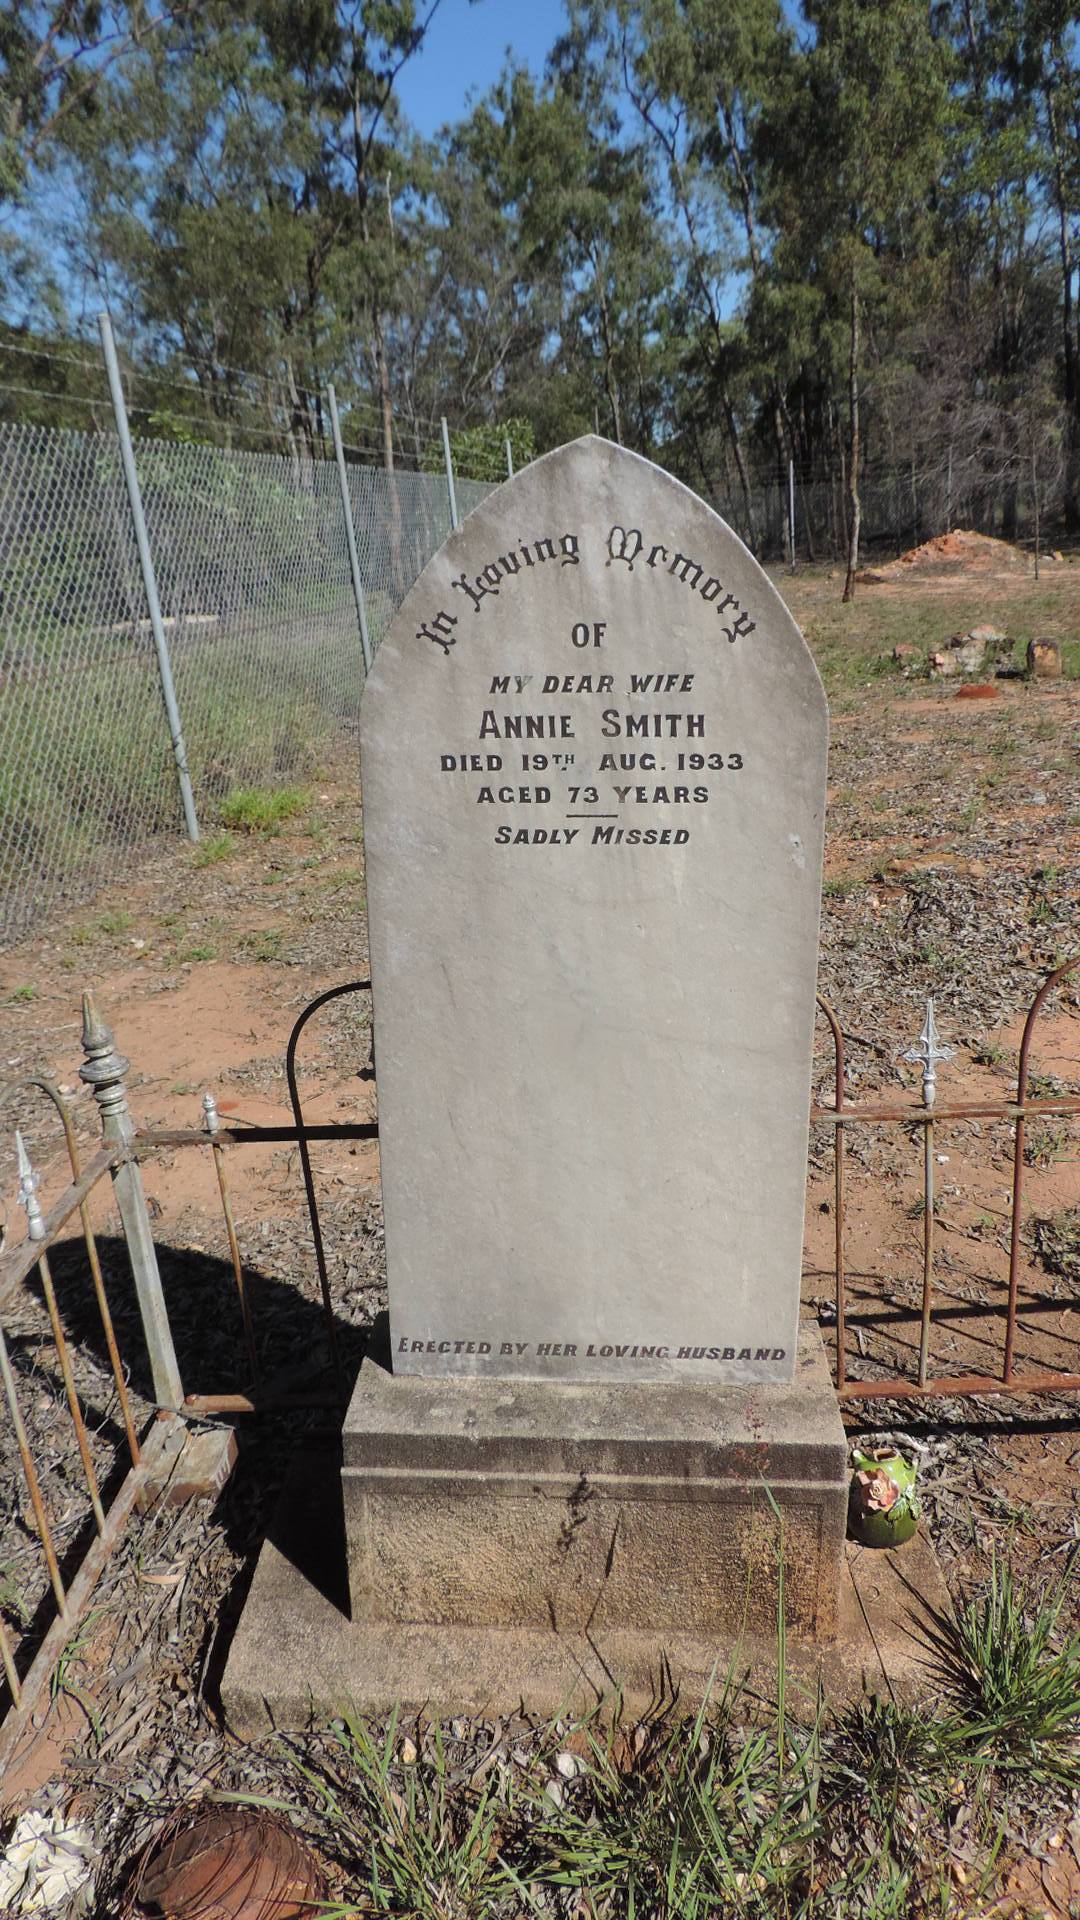 In Loving Memory
OF
MY DEAR WIFE
ANNIE SMITH
DIED 19TH AUG. 1933
AGED 73 YEARS
SADLY MISSED
ERECTED BY HER LOVING HUSBAND